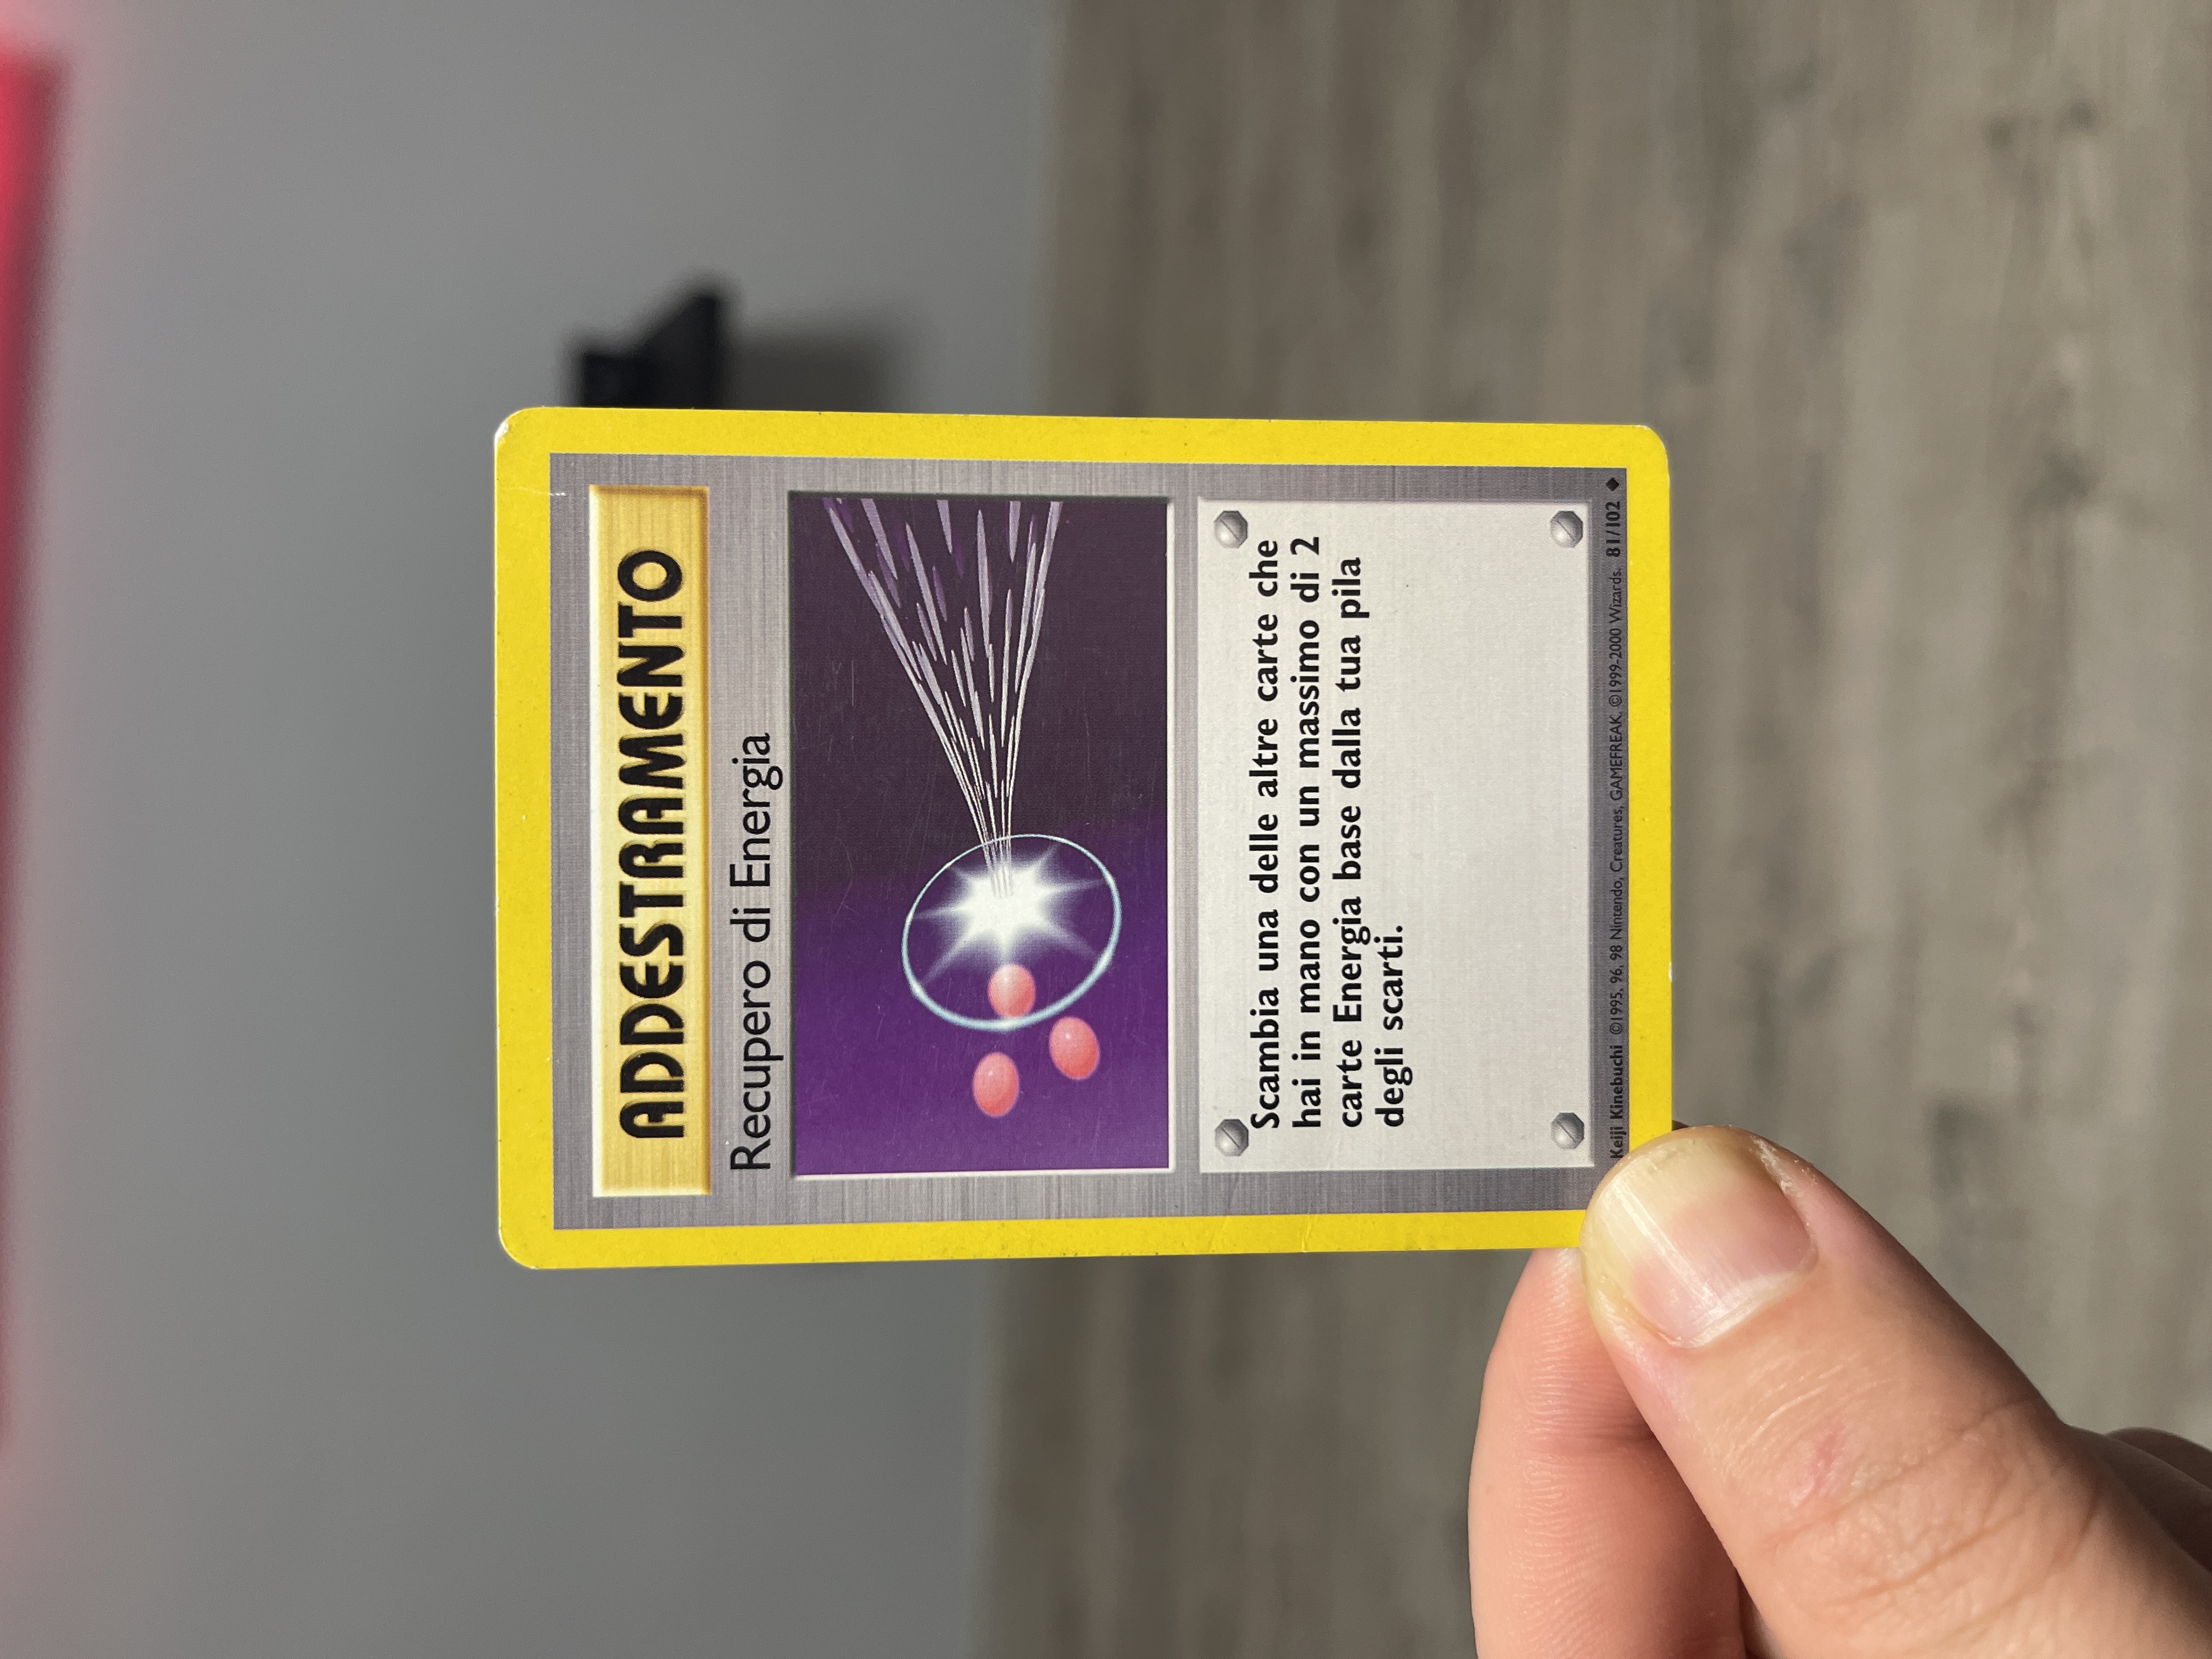 ADDESTRAMENTO
Recupero di Energia
Scambia una delle altre carte che
hai in mano con un massimo di 2
carte Energia base dalla tua pila
degli scarti.
Keiji Kinebuchi ©1995, 96, 98 Nintendo, Creatures, GAMEFREAK. ©1999-2000 Wizards. 81/102 ◆